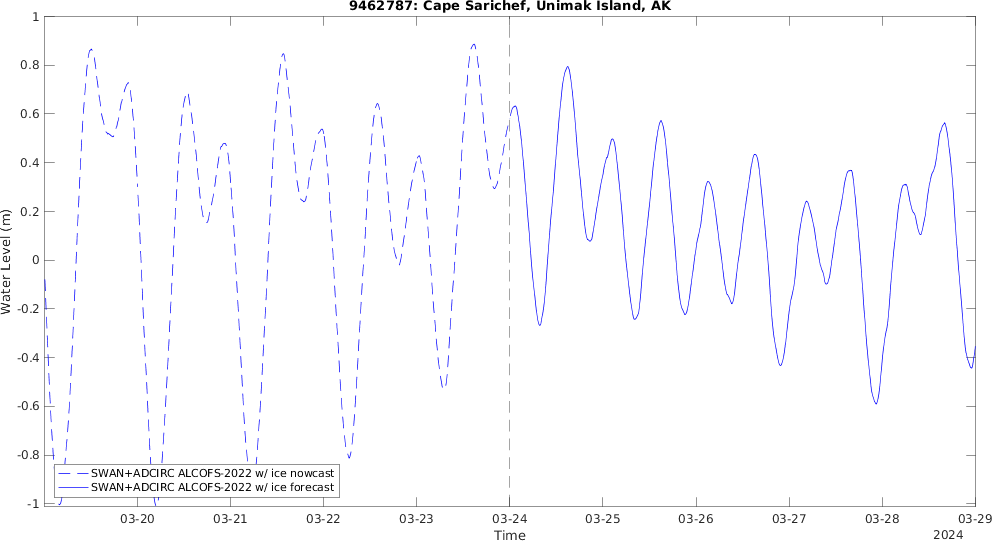 9462787: Cape Sarichef, Unimak Island, AK
Water Level (m)
1
0.8
0.6
0.4
0.2
0
-0.2
-0.4
-0.6
-0.8
-1
SWAN+ADCIRC ALCOFS-2022 w/ ice nowcast
SWAN+ADCIRC ALCOFS-2022 w/ ice forecast
03-20 03-21 03-22 03-23 03-24 03-25 03-26 03-27 03-28 03-29
Time
2024